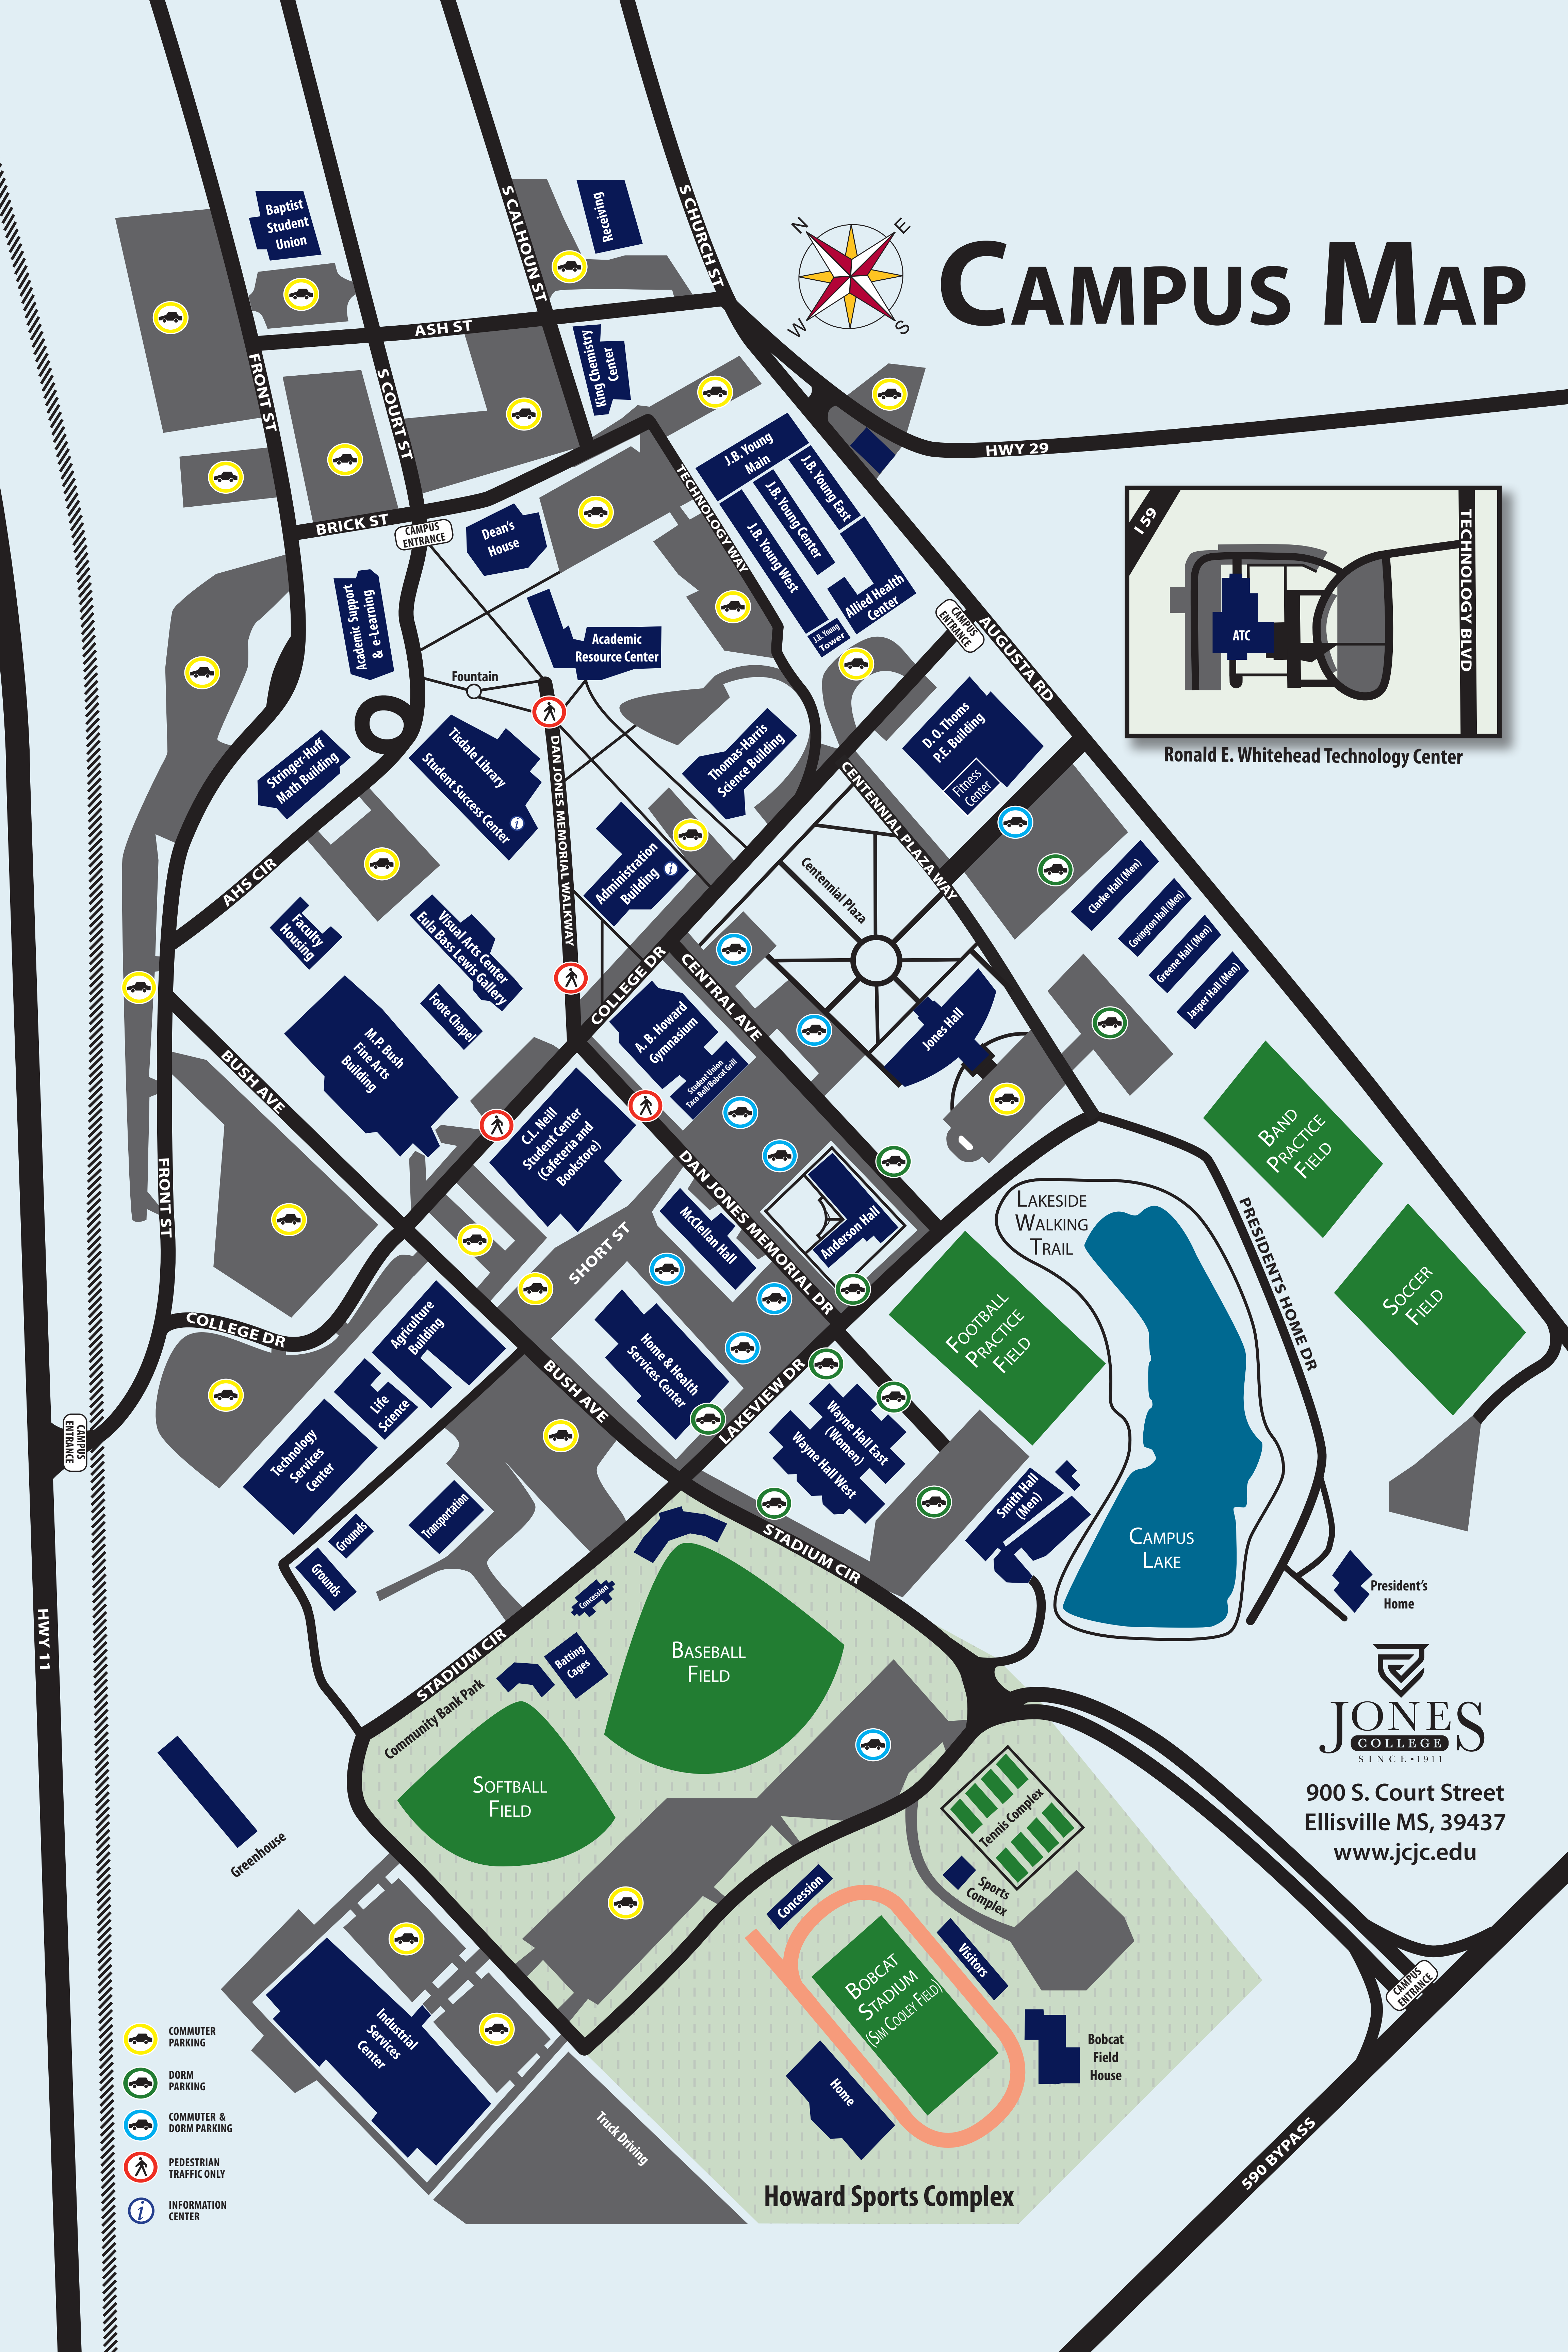 CAMPUS MAP
N
E
W
S
S CALHOUN ST
S CHURCH ST
Receiving
Baptist
Student
Union
ASH ST
FRONT ST
S COURT ST
King Chemistry
Center
HWY 29
BRICK ST
CAMPUS
ENTRANCE
Dean's
House
TECHNOLOGY WAY
J.B. Young
Main
J.B. Young East
J.B. Young Center
J.B. Young West
Allied Health
Center
J.B. Young
Tower
CAMPUS
ENTRANCE
AUGUSTA RD
I 59
ATC
TECHNOLOGY BLVD
Ronald E. Whitehead Technology Center
Academic Support
& e-Learning
Academic
Resource Center
Fountain
Stringer-Huff
Math Building
Tisdale Library
Student Success Center
i
DAN JONES MEMORIAL WALKWAY
Thomas-Harris
Science Building
D. O. Thoms
P.E. Building
Fitness
Center
CENTENNIAL PLAZA WAY
Centennial Plaza
Administration
Building
i
AHS CIR
Faculty
Housing
Visual Arts Center
Eula Bass Lewis Gallery
Foote Chapel
M.P. Bush
Fine Arts
Building
COLLEGE DR
CENTRAL AVE
Clarke Hall (Men)
Covington Hall (Men)
Greene Hall (Men)
Jasper Hall (Men)
A. B. Howard
Gymnasium
Student Union
Taco Bell/Bobcat Grill
Jones Hall
BUSH AVE
C.L. Neill
Student Center
(Cafeteria and
Bookstore)
FRONT ST
DAN JONES MEMORIAL DR
McClellan Hall
Anderson Hall
SHORT ST
BAND
PRACTICE
FIELD
SOCCER
FIELD
LAKESIDE
WALKING
TRAIL
PRESIDENTS HOME DR
FOOTBALL
PRACTICE
FIELD
COLLEGE DR
Agriculture
Building
Life
Science
Technology
Services
Center
Home & Health
Services Center
BUSH AVE
LAKEVIEW DR
Wayne Hall East
(Women)
Wayne Hall West
CAMPUS
ENTRANCE
Transportation
Grounds
Grounds
STADIUM CIR
Smith Hall
(Men)
CAMPUS
LAKE
President's
Home
HWY 11
Concession
Batting
Cages
BASEBALL
FIELD
STADIUM CIR
Community Bank Park
SOFTBALL
FIELD
Greenhouse
Tennis Complex
Sports
Complex
Concession
Visitors
BOBCAT
STADIUM
(SIM COOLEY FIELD)
Home
Bobcat
Field
House
Howard Sports Complex
Industrial
Services
Center
Truck Driving
CAMPUS
ENTRANCE
590 BYPASS
JONES
COLLEGE
SINCE•1911
900 S. Court Street
Ellisville MS, 39437
www.jcjc.edu
COMMUTER
PARKING
DORM
PARKING
COMMUTER &
DORM PARKING
PEDESTRIAN
TRAFFIC ONLY
i
INFORMATION
CENTER